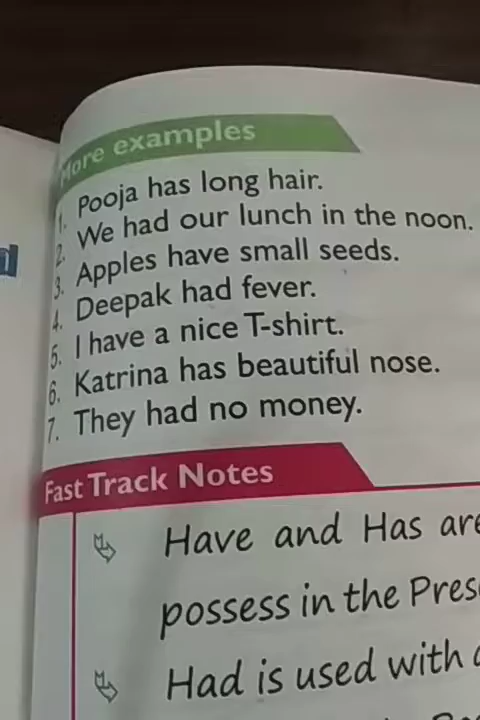 More examples
1. Pooja has long hair.
2. We had our lunch in the noon.
3. Apples have small seeds.
4. Deepak had fever.
5. I have a nice T-shirt.
6. Katrina has beautiful nose.
7. They had no money.
Fast Track Notes
Have and Has are
possess in the
Had is used with